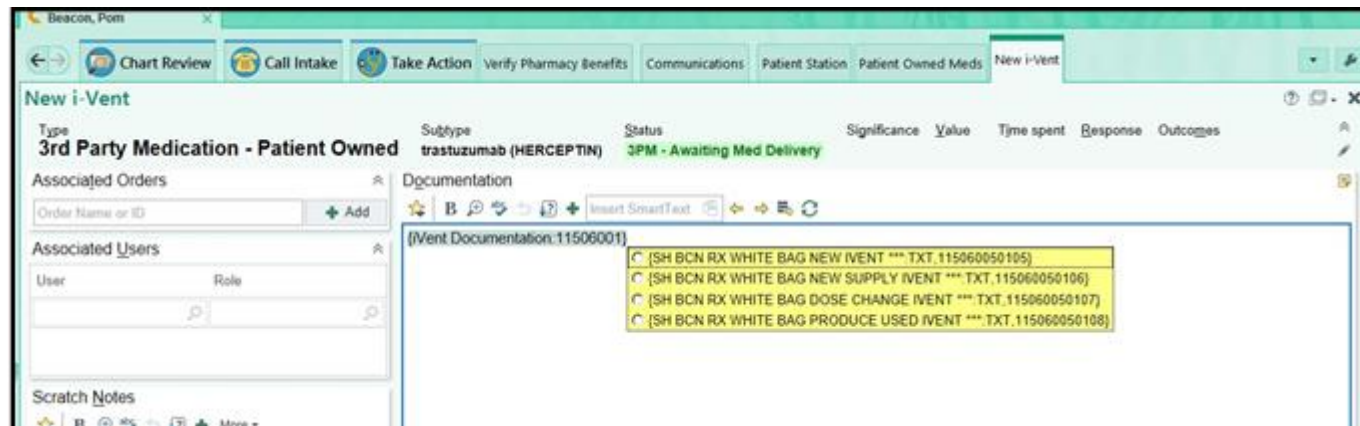 Beacon, Pom
Chart Review Call Intake Take Action Verify Pharmacy Benefits Communications Patient Station Patient Owned Meds New i-Vent
New i-Vent
Type Subtype Status Significance Value Time spent Response Outcomes
3rd Party Medication - Patient Owned trastuzumab (HERCEPTIN) 3PM - Awaiting Med Delivery
Associated Orders Documentation
Order Name or ID Add B Insert SmartText
{iVent Documentation:11506001}
Associated Users
{SH BCN RX WHITE BAG NEW IVENT ***:TXT,115060050105}
User Role
{SH BCN RX WHITE BAG NEW SUPPLY IVENT ***:TXT,115060050106}
{SH BCN RX WHITE BAG DOSE CHANGE IVENT ***:TXT,115060050107}
{SH BCN RX WHITE BAG PRODUCE USED IVENT ***:TXT,115060050108}
Scratch Notes
B More